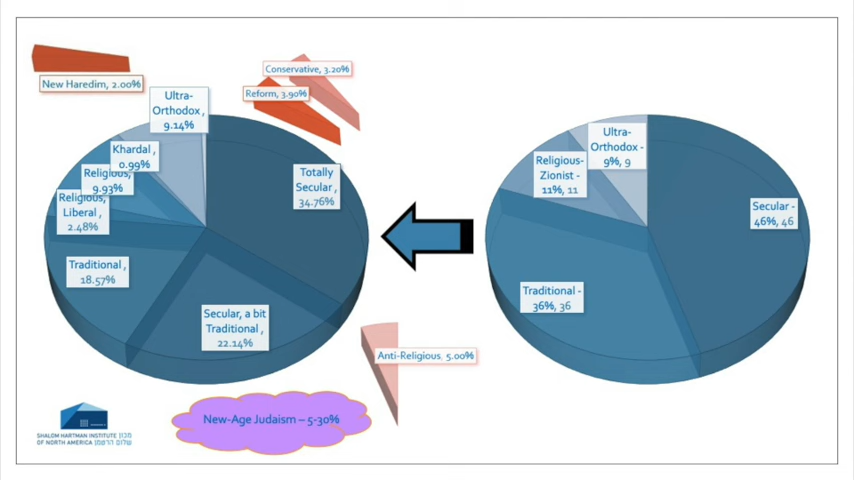 New Haredim, 2.00%
Conservative, 3.20%
Reform, 3.90%
Ultra-
Orthodox ,
9.14%
Khardal ,
0.99%
Religious,
9.93%
Religious,
Liberal ,
2.48%
Traditional ,
18.57%
Totally
Secular ,
34.76%
Secular, a bit
Traditional ,
22.14%
Anti-Religious, 5.00%
New-Age Judaism – 5-30%
SHALOM HARTMAN INSTITUTE מכון
OF NORTH AMERICA שלום הרטמן
Ultra-
Orthodox -
9%, 9
Religious-
Zionist -
11%, 11
Secular -
46%, 46
Traditional -
36%, 36